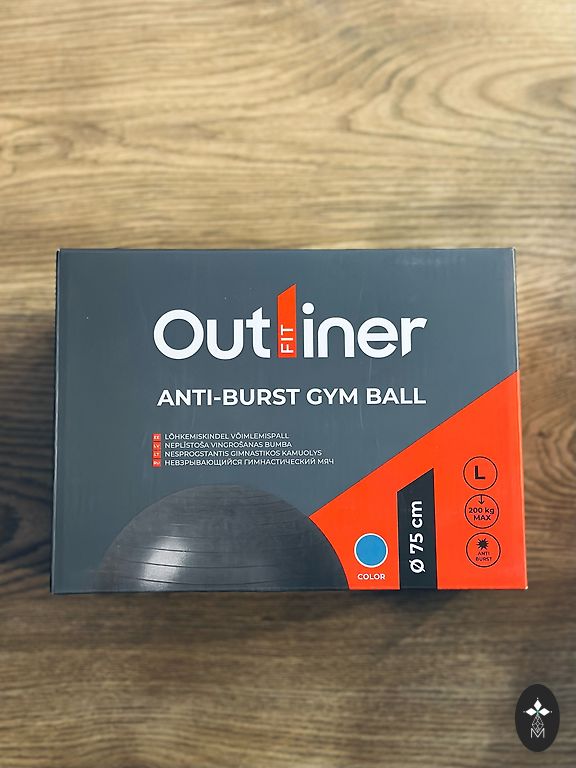 Outliner
FIT
ANTI-BURST GYM BALL
EE LÕHKEMISKINDEL VÕIMLEMISPALL
LV NEPLĪSTOŠA VINGROŠANAS BUMBA
LT NESPROGSTANTIS GIMNASTIKOS KAMUOLYS
RU НЕВЗРЫВАЮЩИЙСЯ ГИМНАСТИЧЕСКИЙ МЯЧ
L
200 kg
MAX
ANTI
BURST
Ø 75 cm
COLOR
M